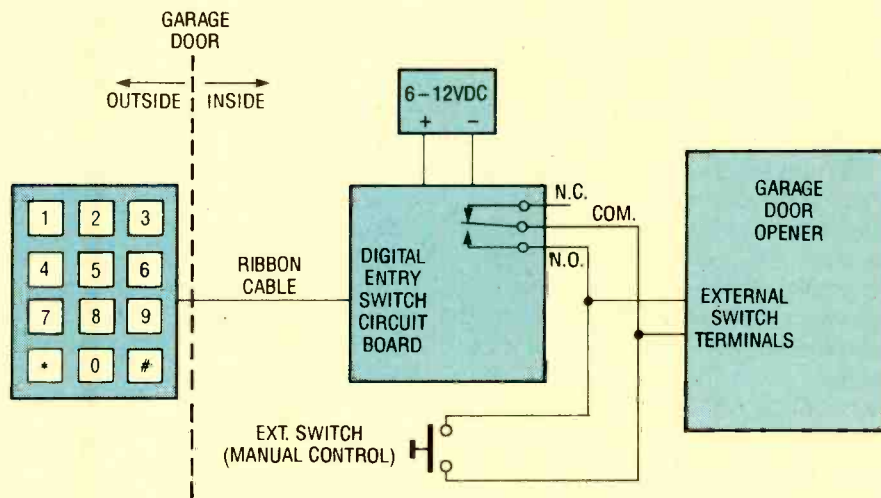 GARAGE
DOOR
OUTSIDE INSIDE
6–12VDC
+ −
N.C.
COM.
N.O.
1 2 3
4 5 6
7 8 9
* 0 #
RIBBON
CABLE
DIGITAL
ENTRY
SWITCH
CIRCUIT
BOARD
GARAGE
DOOR
OPENER
EXTERNAL
SWITCH
TERMINALS
EXT. SWITCH
(MANUAL CONTROL)